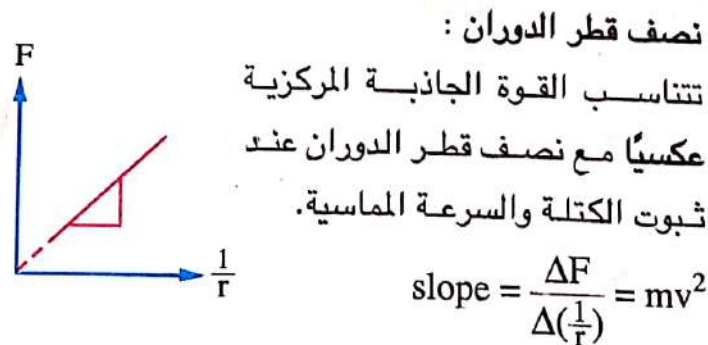 نصف قطر الدوران :
تتناسب القوة الجاذبة المركزية
عكسيًا مع نصف قطر الدوران عند
ثبوت الكتلة والسرعة المماسية.
slope = ΔF / Δ(1/r) = mv²
F
1/r